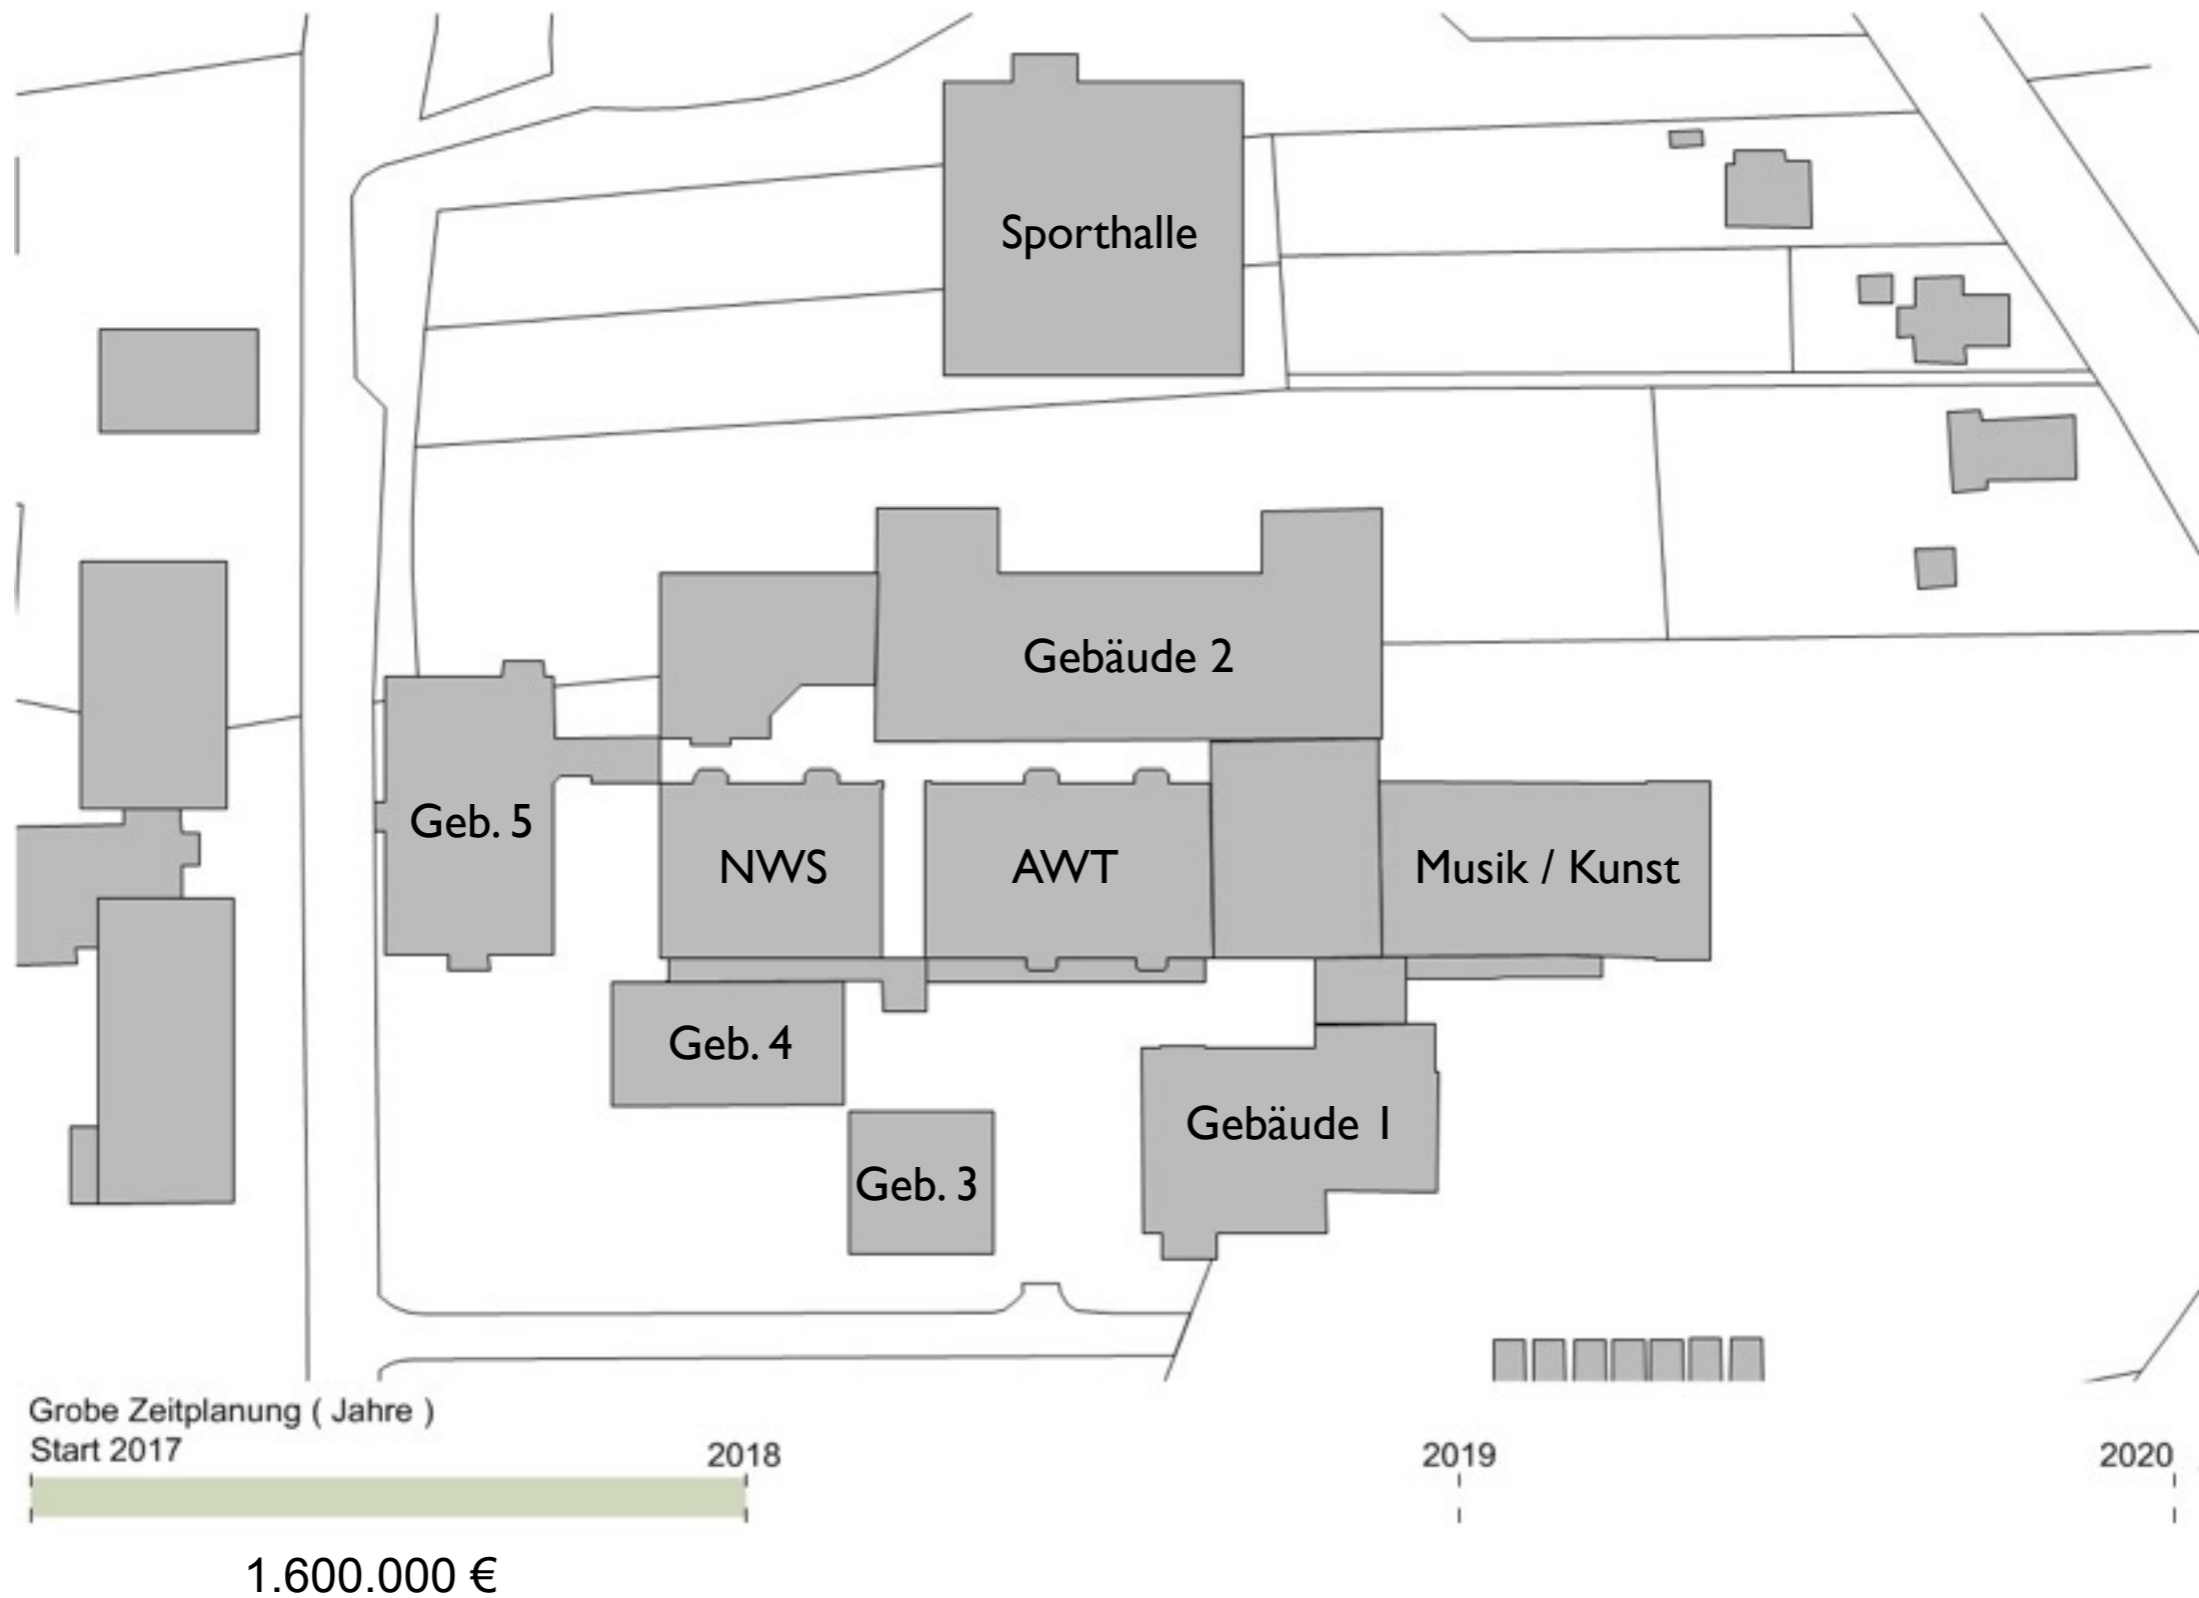 Sporthalle
Gebäude 2
Geb. 5
NWS
AWT
Musik / Kunst
Geb. 4
Gebäude 1
Geb. 3
Grobe Zeitplanung ( Jahre )
Start 2017
2018
2019
2020
1.600.000 €